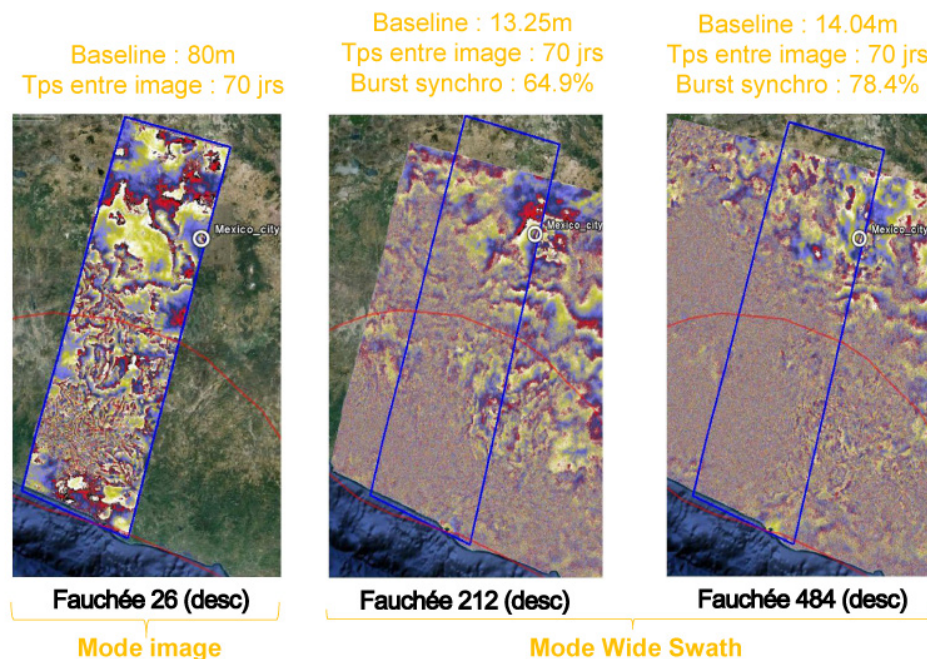 Baseline : 80m
Tps entre image : 70 jrs
Baseline : 13.25m
Tps entre image : 70 jrs
Burst synchro : 64.9%
Baseline : 14.04m
Tps entre image : 70 jrs
Burst synchro : 78.4%
Mexico_city
Mexico_city
Mexico_city
Fauchée 26 (desc)
Fauchée 212 (desc)
Fauchée 484 (desc)
Mode image
Mode Wide Swath